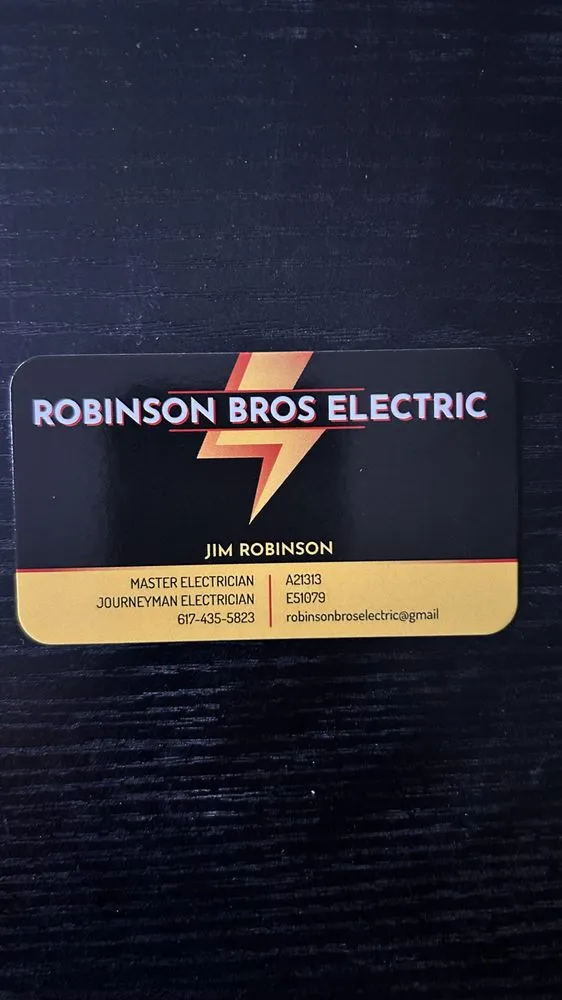 ROBINSON BROS ELECTRIC
JIM ROBINSON
MASTER ELECTRICIAN A21313
JOURNEYMAN ELECTRICIAN E51079
617-435-5823 robinsonbroselectric@gmail